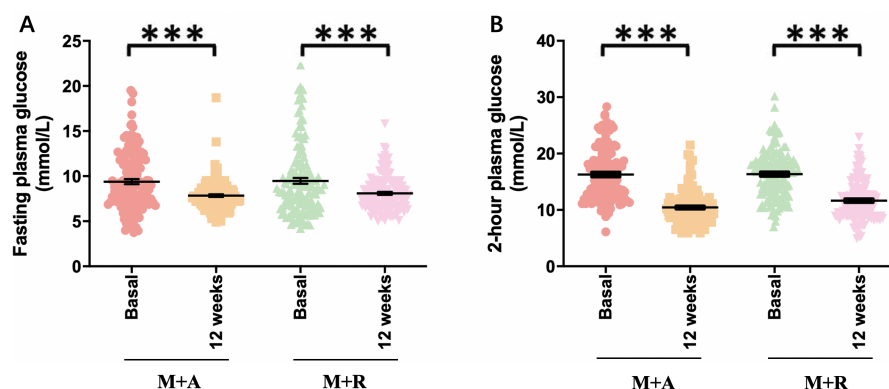 A
Fasting plasma glucose
(mmol/L)
25
20
15
10
5
0
***
***
Basal
12 weeks
Basal
12 weeks
M+A
M+R
B
2-hour plasma glucose
(mmol/L)
40
30
20
10
0
***
***
Basal
12 weeks
Basal
12 weeks
M+A
M+R